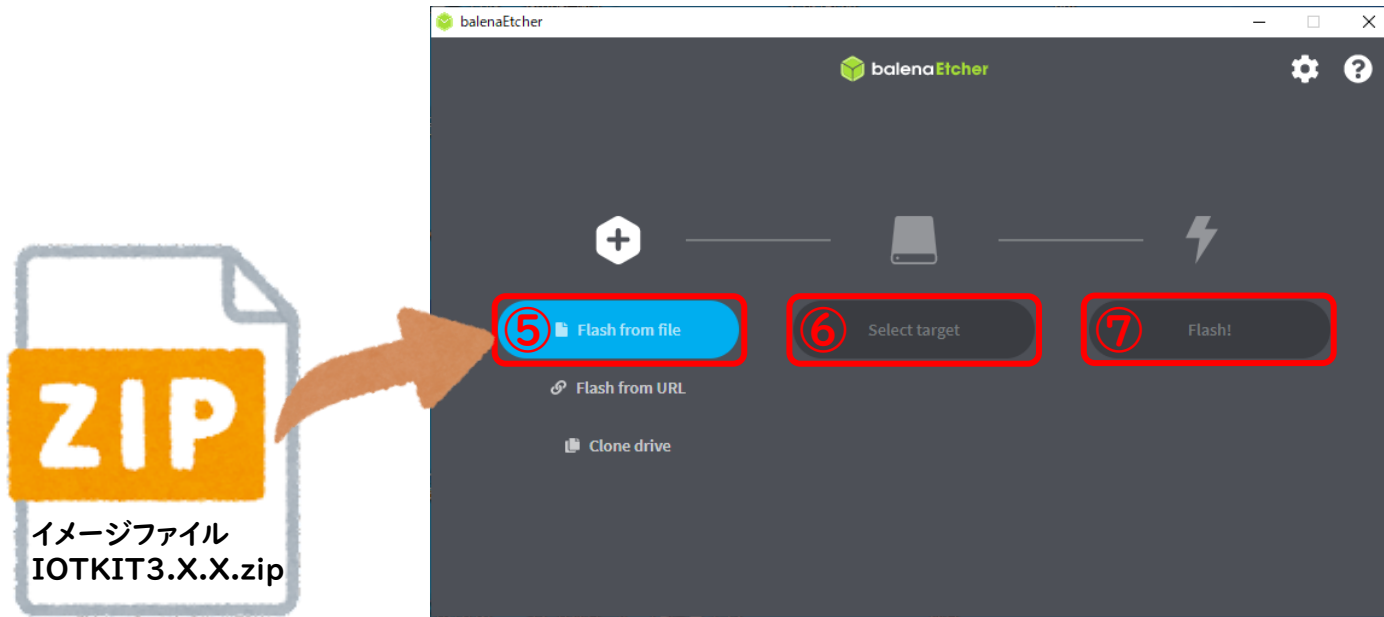 balenaEtcher
balenaEtcher
⑤ Flash from file
⑥ Select target
⑦ Flash!
Flash from URL
Clone drive
ZIP
イメージファイル
IOTKIT3.X.X.zip